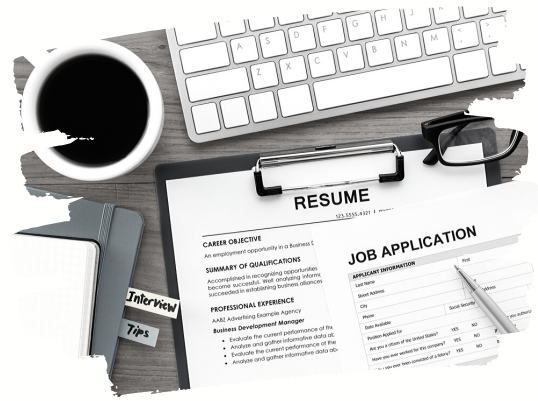 A S D F G H J K L
Z X C V B N M
RESUME
123.5555.4321 |
CAREER OBJECTIVE
An employment opportunity in a Business D
SUMMARY OF QUALIFICATIONS
Accomplished in recognizing opportunities
become successful. Well analyzing inform
succeeded in establishing business alliances
PROFESSIONAL EXPERIENCE
AAB2 Advertising Example Agency
Business Development Manager
• Evaluate the current performance of the
• Analyze and gather informative data ab
• Evaluate the current performance of the
• Analyze and gather informative data ab
JOB APPLICATION
APPLICANT INFORMATION
Last Name First
Street Address
City
Phone
Date Available Social Security
Position Applied for
Are you a citizen of the United States? YES NO
Have you ever worked for this company? YES NO
Have you ever been convicted of a felony? YES NO
Interview
Tips